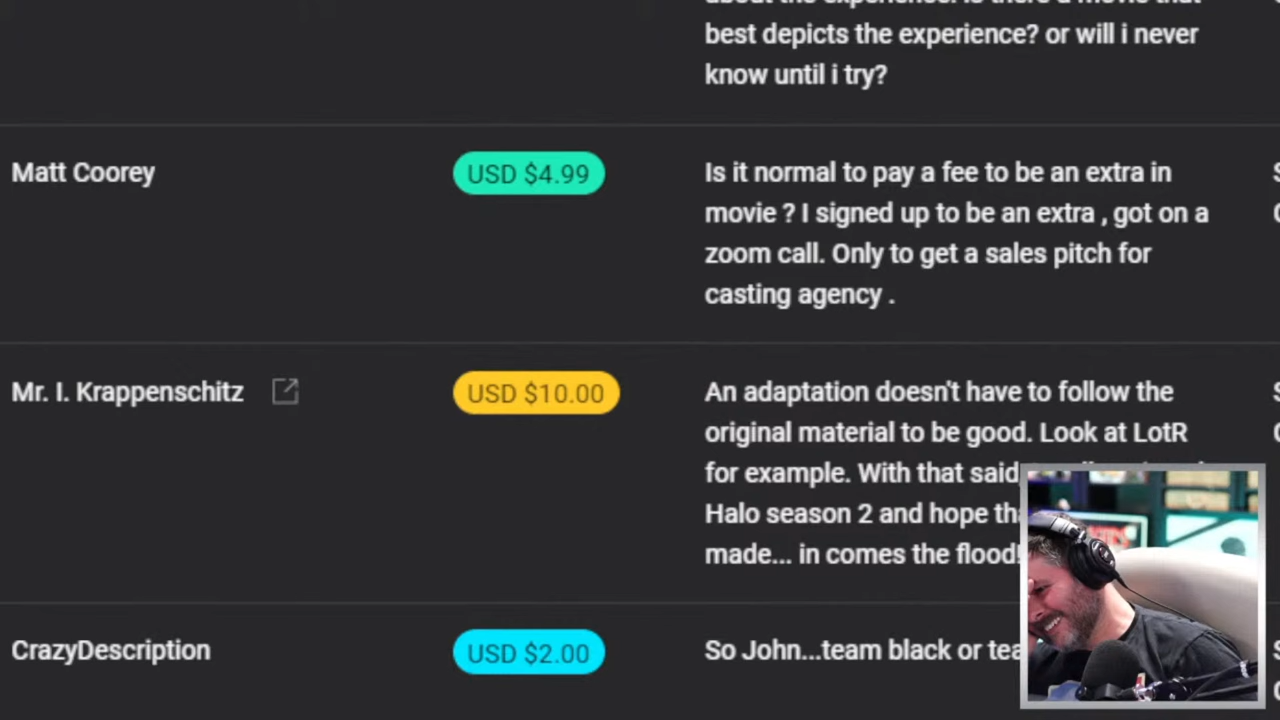 best depicts the experience? or will i never
know until i try?
Matt Coorey
USD $4.99
Is it normal to pay a fee to be an extra in
movie ? I signed up to be an extra , got on a
zoom call. Only to get a sales pitch for
casting agency .
Mr. I. Krappenschitz
USD $10.00
An adaptation doesn't have to follow the
original material to be good. Look at LotR
for example. With that said,
Halo season 2 and hope
made... in comes the flood!
CrazyDescription
USD $2.00
So John...team black or